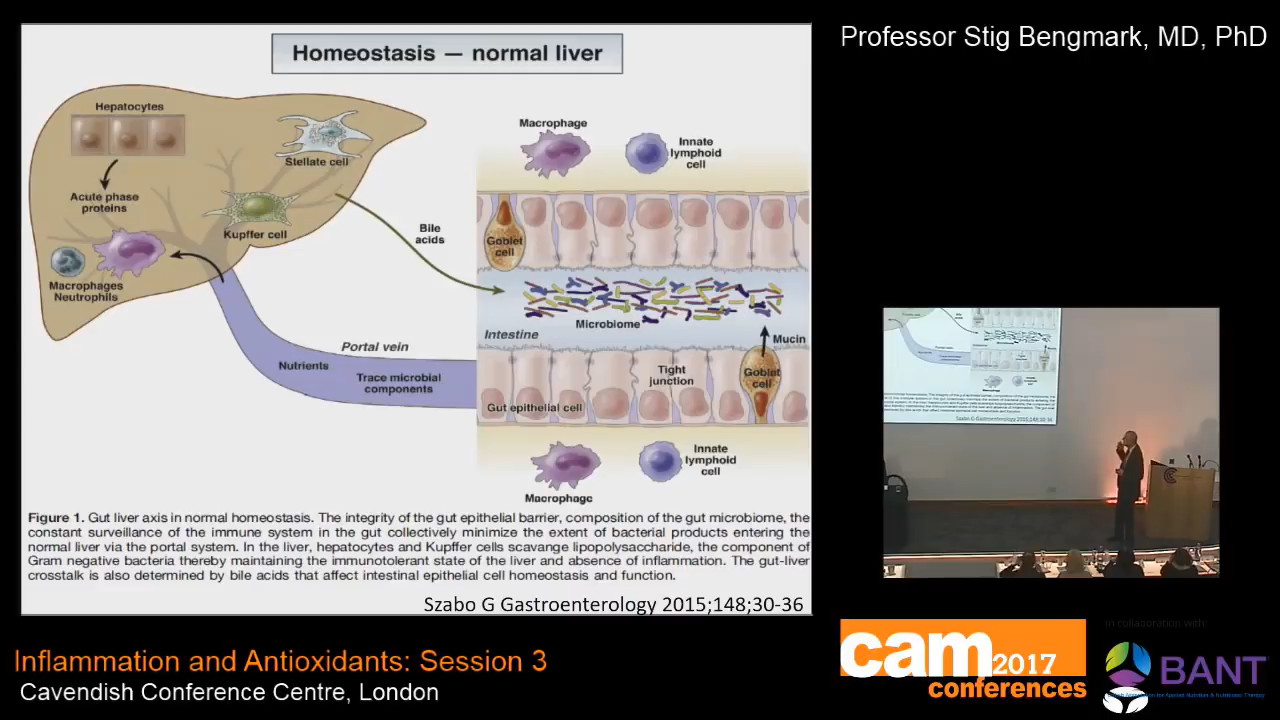 Professor Stig Bengmark, MD, PhD
Homeostasis — normal liver
Hepatocytes
Acute phase
proteins
Stellate cell
Kupffer cell
Macrophages
Neutrophils
Bile
acids
Portal vein
Nutrients
Trace microbial
components
Macrophage
Innate
lymphoid
cell
Goblet
cell
Microbiome
Intestine
Mucin
Tight
junction
Goblet
cell
Gut epithelial cell
Macrophage
Innate
lymphoid
cell
Figure 1. Gut liver axis in normal homeostasis. The integrity of the gut epithelial barrier, composition of the gut microbiome, the
constant surveillance of the immune system in the gut collectively minimize the extent of bacterial products entering the
normal liver via the portal system. In the liver, hepatocytes and Kupffer cells scavange lipopolysaccharide, the component of
Gram negative bacteria thereby maintaining the immunotolerant state of the liver and absence of inflammation. The gut-liver
crosstalk is also determined by bile acids that affect intestinal epithelial cell homeostasis and function.
Szabo G Gastroenterology 2015;148;30-36
Inflammation and Antioxidants: Session 3
Cavendish Conference Centre, London
cam 2017
conferences
In collaboration with:
BANT